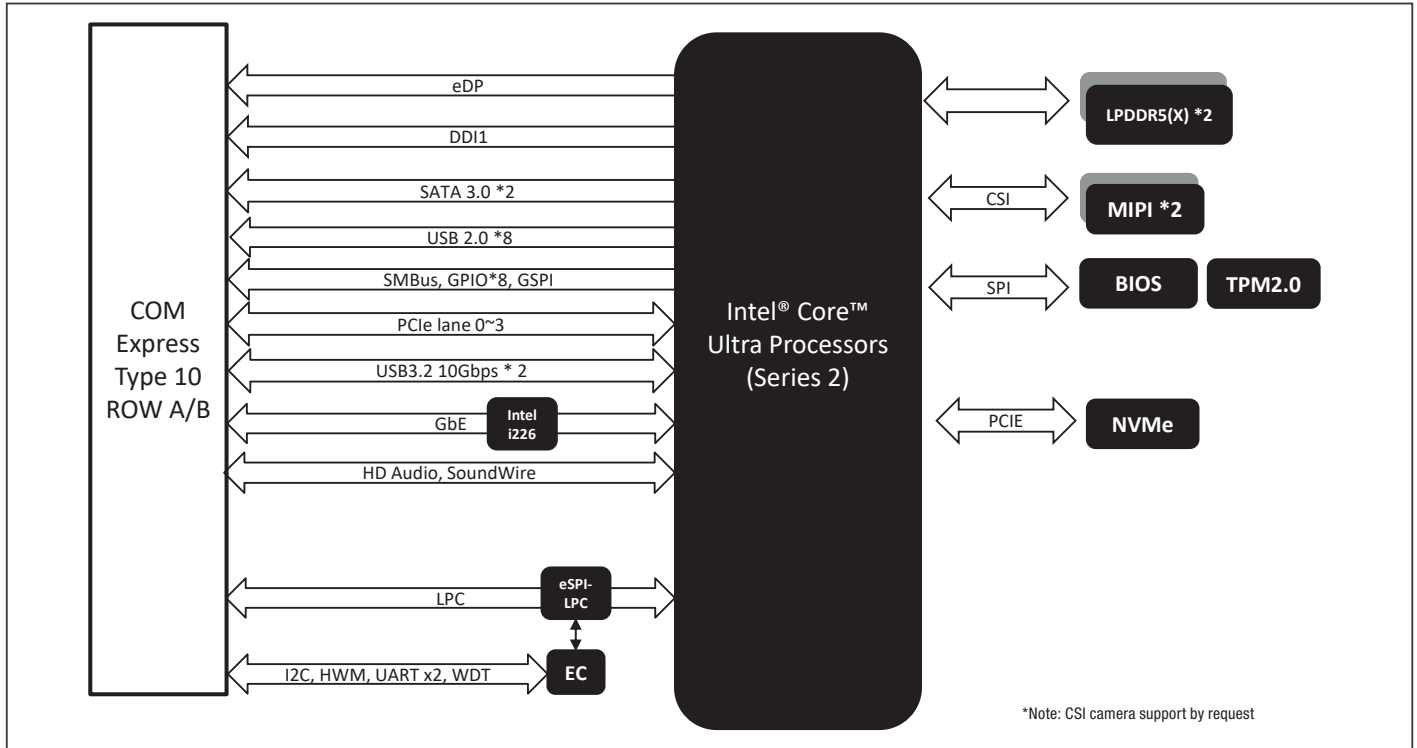 COM
Express
Type 10
ROW A/B
eDP
DDI1
SATA 3.0 *2
USB 2.0 *8
SMBus, GPIO*8, GSPI
PCIe lane 0~3
USB3.2 10Gbps * 2
GbE
Intel
i226
HD Audio, SoundWire
LPC
eSPI-
LPC
I2C, HWM, UART x2, WDT
EC
Intel® Core™
Ultra Processors
(Series 2)
LPDDR5(X) *2
CSI
MIPI *2
SPI
BIOS
TPM2.0
PCIE
NVMe
*Note: CSI camera support by request